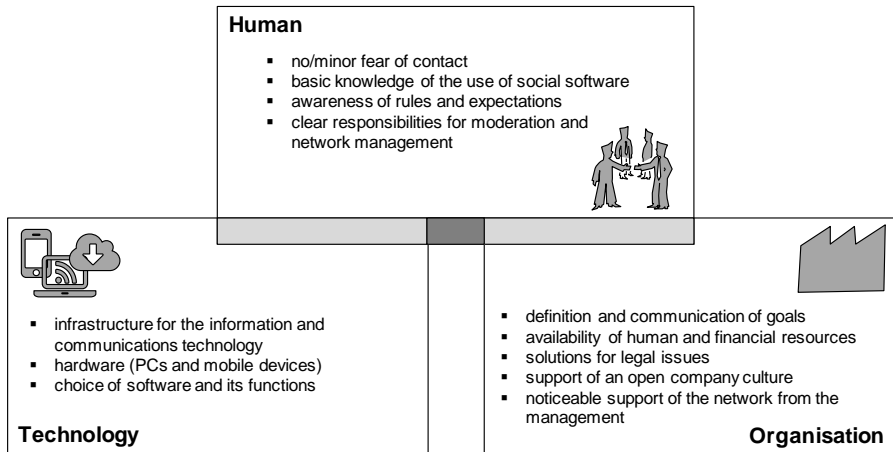 Human
▪ no/minor fear of contact
▪ basic knowledge of the use of social software
▪ awareness of rules and expectations
▪ clear responsibilities for moderation and
network management
▪ infrastructure for the information and
communications technology
▪ hardware (PCs and mobile devices)
▪ choice of software and its functions
Technology
▪ definition and communication of goals
▪ availability of human and financial resources
▪ solutions for legal issues
▪ support of an open company culture
▪ noticeable support of the network from the
management
Organisation